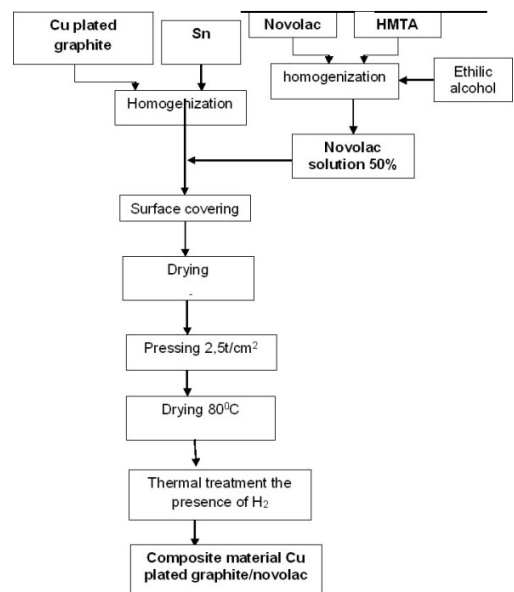 Cu plated
graphite
Sn
Novolac
HMTA
homogenization
Ethilic
alcohol
Homogenization
Novolac
solution 50%
Surface covering
Drying
Pressing 2,5t/cm²
Drying 80⁰C
Thermal treatment the
presence of H₂
Composite material Cu
plated graphite/novolac